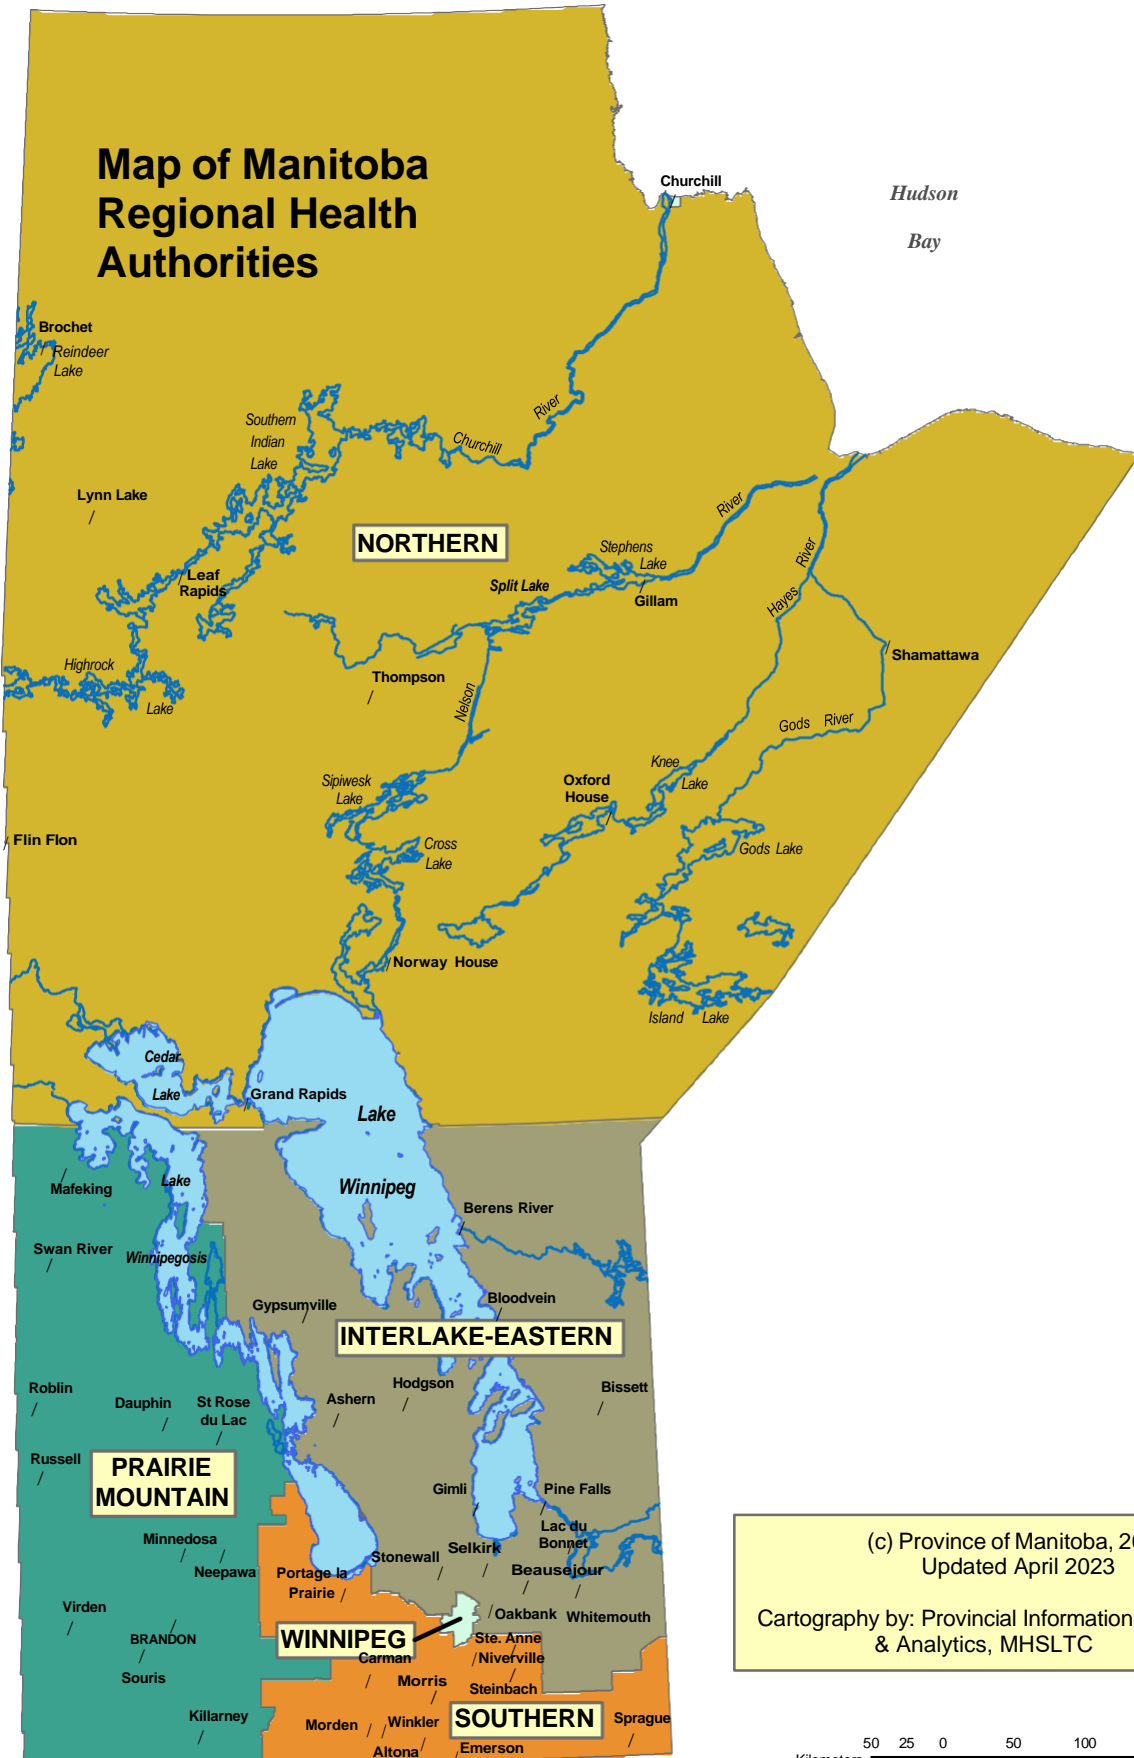 Map of Manitoba
Regional Health
Authorities
Churchill
Hudson
Bay
Brochet
Reindeer
Lake
Southern
Indian
Lake
River
Churchill
Lynn Lake
NORTHERN
River
Stephens
Lake
River
Leaf
Rapids
Split Lake
Gillam
Hayes
Shamattawa
Highrock
Lake
Thompson
Nelson
Gods River
Knee
Lake
Sipiwesk
Lake
Oxford
House
Flin Flon
Cross
Lake
Gods Lake
Norway House
Island Lake
Cedar
Lake
Grand Rapids
Lake
Winnipeg
Mafeking
Lake
Winnipegosis
Berens River
Swan River
Gypsumville
Bloodvein
INTERLAKE-EASTERN
Roblin
Dauphin
St Rose
du Lac
Ashern
Hodgson
Bissett
Russell
PRAIRIE
MOUNTAIN
Gimli
Pine Falls
Lac du
Bonnet
Minnedosa
Neepawa
Stonewall
Selkirk
Beausejour
Portage la
Prairie
Virden
BRANDON
Oakbank
Whitemouth
WINNIPEG
Ste. Anne
Niverville
Carman
Souris
Morris
Steinbach
Killarney
SOUTHERN
Sprague
Morden
Winkler
Altona
Emerson
(c) Province of Manitoba, 20
Updated April 2023
Cartography by: Provincial Information
& Analytics, MHSLTC
50 25 0 50 100
Kilometers